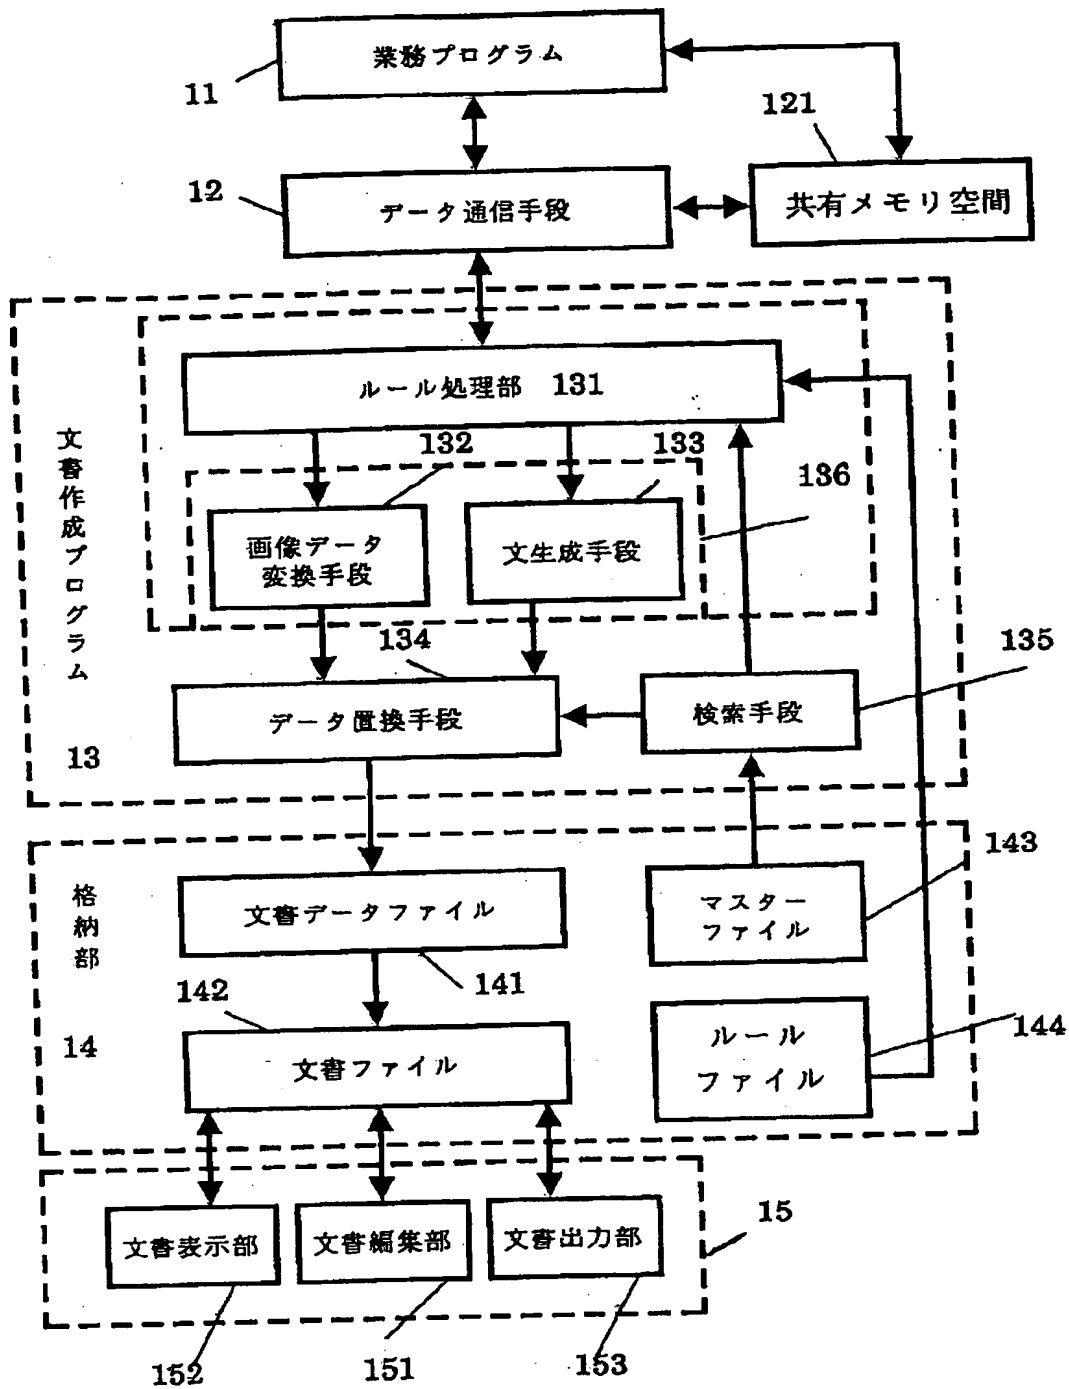 業務プログラム
11
121
12
データ通信手段
共有メモリ空間
ルール処理部 131
132
133
136
文書作成プログラム
画像データ
変換手段
文生成手段
134
135
データ置換手段
検索手段
13
143
格納部
文書データファイル
マスター
ファイル
142
141
144
14
文書ファイル
ルール
ファイル
15
文書表示部
文書編集部
文書出力部
152
151
153